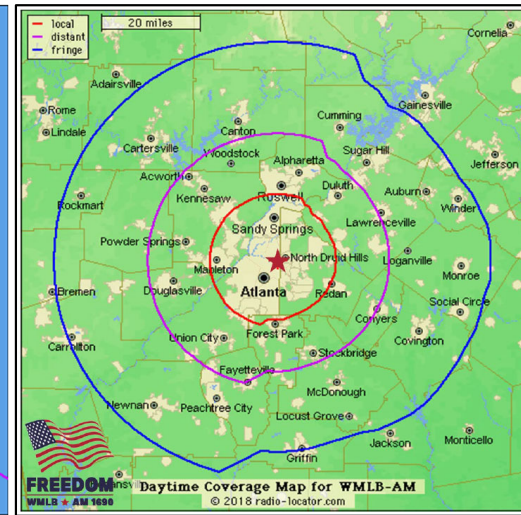 local
distant
fringe
20 miles
Cornelia
Adairsville
Gainesville
Rome
Cumming
Lindale
Canton
Cartersville
Sugar Hill
Woodstock
Jefferson
Alpharetta
Acworth
Roswell
Duluth
Auburn
Kennesaw
Rockmart
Winder
Lawrenceville
Sandy Springs
Powder Springs
Loganville
North Druid Hills
Mableton
Monroe
Atlanta
Douglasville
Redan
Bremen
Social Circle
Conyers
Forest Park
Covington
Union City
Carrollton
Stockbridge
Fayetteville
McDonough
Peachtree City
Newnan
Locust Grove
Monticello
Jackson
Griffin
FREEDOM
WMLB ★ AM 1690
Daytime Coverage Map for WMLB-AM
© 2018 radio-locator.com